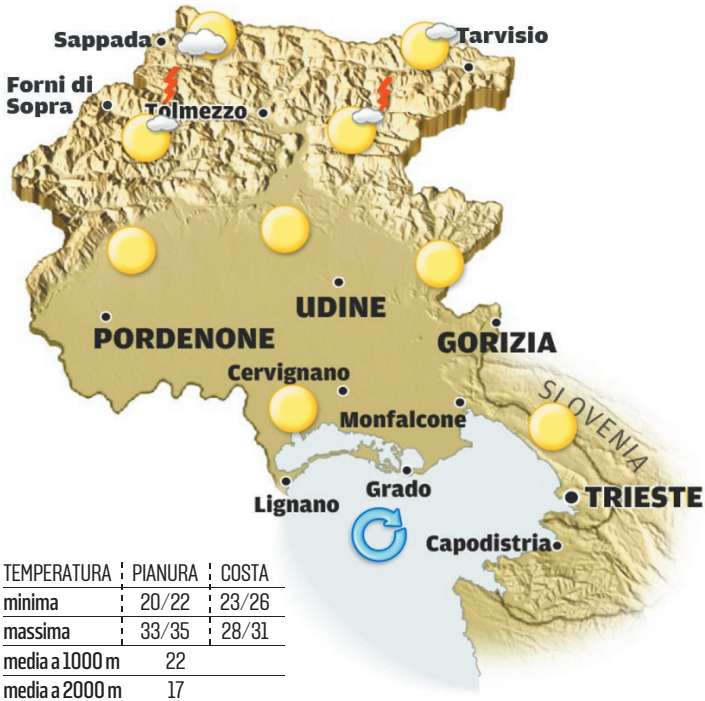 Sappada
Tarvisio
Forni di
Sopra
Tolmezzo
UDINE
PORDENONE
GORIZIA
Cervignano
SLOVENIA
Monfalcone
Grado
Lignano
TRIESTE
Capodistria
TEMPERATURA PIANURA COSTA
minima 20/22 23/26
massima 33/35 28/31
media a 1000 m 22
media a 2000 m 17